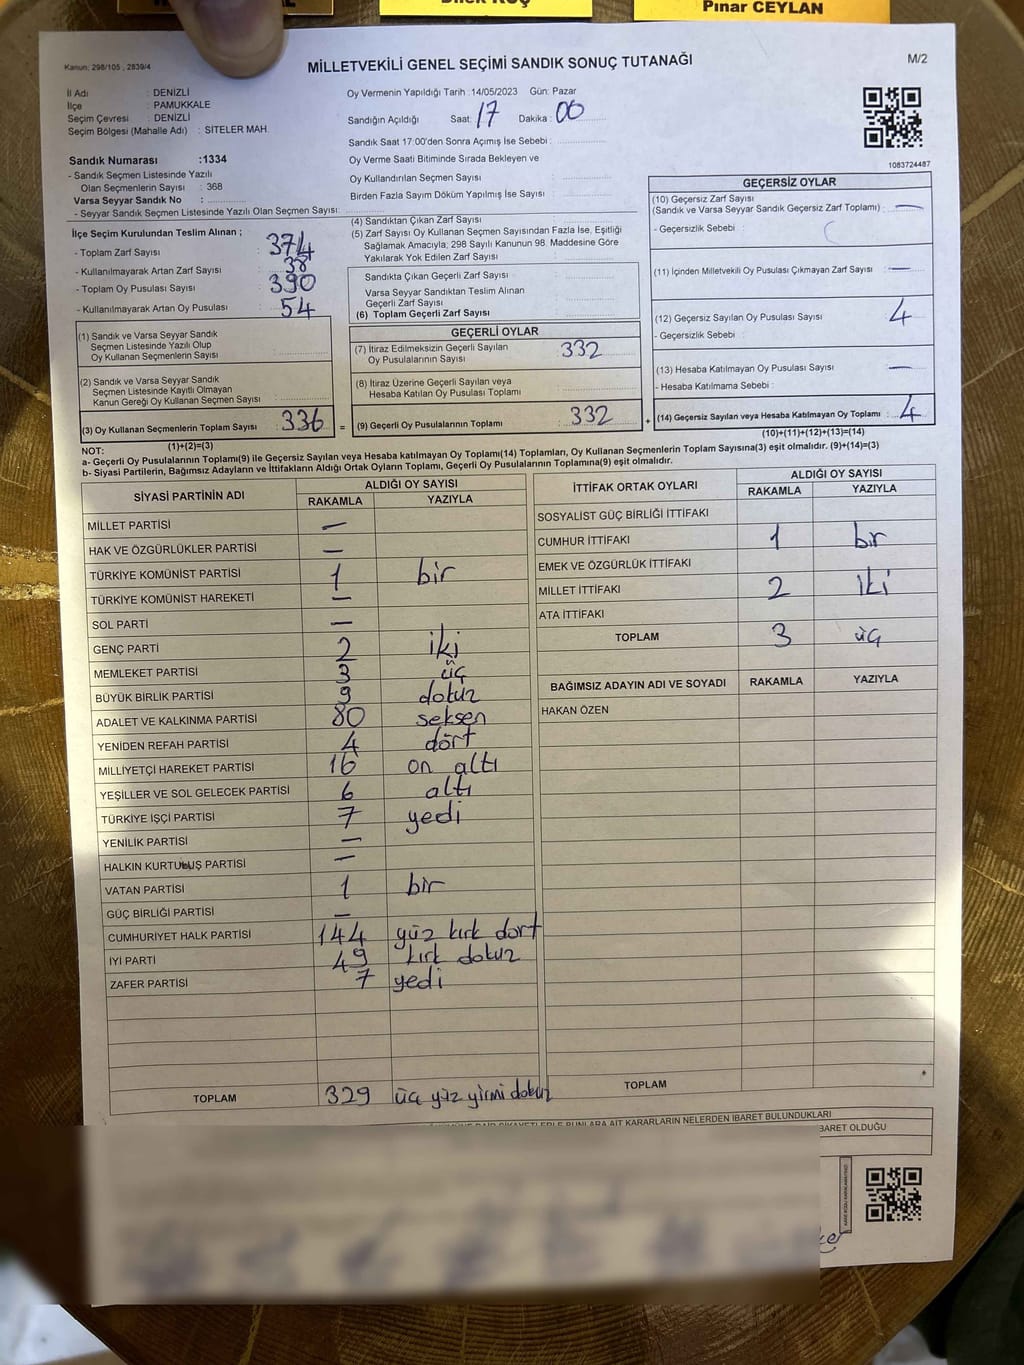 Dilek KOÇ
Pınar CEYLAN
Kanun: 298/105 , 2839/4
MİLLETVEKİLİ GENEL SEÇİMİ SANDIK SONUÇ TUTANAĞI
M/2
İl Adı : DENİZLİ
İlçe : PAMUKKALE
Seçim Çevresi : DENİZLİ
Seçim Bölgesi (Mahalle Adı) : SİTELER MAH.
Oy Vermenin Yapıldığı Tarih :14/05/2023 Gün: Pazar
Sandığın Açıldığı Saat: 17 Dakika : 00
Sandık Saat 17:00'den Sonra Açımış İse Sebebi :
Oy Verme Saati Bitiminde Sırada Bekleyen ve
Oy Kullandırılan Seçmen Sayısı :
Birden Fazla Sayım Döküm Yapılmış İse Sayısı :
1083724487
Sandık Numarası :1334
- Sandık Seçmen Listesinde Yazılı
Olan Seçmenlerin Sayısı : 368
Varsa Seyyar Sandık No :
- Seyyar Sandık Seçmen Listesinde Yazılı Olan Seçmen Sayısı:
İlçe Seçim Kurulundan Teslim Alınan ;
- Toplam Zarf Sayısı : 374
- Kullanılmayarak Artan Zarf Sayısı : 38
- Toplam Oy Pusulası Sayısı : 390
- Kullanılmayarak Artan Oy Pusulası : 54
(1) Sandık ve Varsa Seyyar Sandık
Seçmen Listesinde Yazılı Olup
Oy Kullanan Seçmenlerin Sayısı :
(2) Sandık ve Varsa Seyyar Sandık
Seçmen Listesinde Kayıtlı Olmayan
Kanun Gereği Oy Kullanan Seçmen Sayısı :
(3) Oy Kullanan Seçmenlerin Toplam Sayısı : 336
(1)+(2)=(3)
(4) Sandıktan Çıkan Zarf Sayısı :
(5) Zarf Sayısı Oy Kullanan Seçmen Sayısından Fazla İse, Eşitliği
Sağlamak Amacıyla; 298 Sayılı Kanunun 98. Maddesine Göre
Yakılarak Yok Edilen Zarf Sayısı :
Sandıkta Çıkan Geçerli Zarf Sayısı :
Varsa Seyyar Sandıktan Teslim Alınan
Geçerli Zarf Sayısı :
(6) Toplam Geçerli Zarf Sayısı :
GEÇERLİ OYLAR
(7) İtiraz Edilmeksizin Geçerli Sayılan
Oy Pusulalarının Sayısı : 332
(8) İtiraz Üzerine Geçerli Sayılan veya
Hesaba Katılan Oy Pusulası Toplamı :
= (9) Geçerli Oy Pusulalarının Toplamı : 332
GEÇERSİZ OYLAR
(10) Geçersiz Zarf Sayısı
(Sandık ve Varsa Seyyar Sandık Geçersiz Zarf Toplamı) : —
- Geçersizlik Sebebi :
(11) İçinden Milletvekili Oy Pusulası Çıkmayan Zarf Sayısı : —
(12) Geçersiz Sayılan Oy Pusulası Sayısı : 4
- Geçersizlik Sebebi :
(13) Hesaba Katılmayan Oy Pusulası Sayısı : —
- Hesaba Katılmama Sebebi :
+ (14) Geçersiz Sayılan veya Hesaba Katılmayan Oy Toplamı : 4
(10)+(11)+(12)+(13)=(14)
NOT:
a- Geçerli Oy Pusulalarının Toplamı(9) ile Geçersiz Sayılan veya Hesaba katılmayan Oy Toplamı(14) Toplamları, Oy Kullanan Seçmenlerin Toplam Sayısına(3) eşit olmalıdır. (9)+(14)=(3)
b- Siyasi Partilerin, Bağımsız Adayların ve İttifakların Aldığı Ortak Oyların Toplamı, Geçerli Oy Pusulalarının Toplamına(9) eşit olmalıdır.
SİYASİ PARTİNİN ADI ALDIĞI OY SAYISI
RAKAMLA YAZIYLA
MİLLET PARTİSİ —
HAK VE ÖZGÜRLÜKLER PARTİSİ —
TÜRKİYE KOMÜNİST PARTİSİ 1 bir
TÜRKİYE KOMÜNİST HAREKETİ —
SOL PARTİ —
GENÇ PARTİ 2 iki
MEMLEKET PARTİSİ 3 üç
BÜYÜK BİRLİK PARTİSİ 9 dokuz
ADALET VE KALKINMA PARTİSİ 80 seksen
YENİDEN REFAH PARTİSİ 4 dört
MİLLİYETÇİ HAREKET PARTİSİ 16 on altı
YEŞİLLER VE SOL GELECEK PARTİSİ 6 altı
TÜRKİYE İŞÇİ PARTİSİ 7 yedi
YENİLİK PARTİSİ —
HALKIN KURTULUŞ PARTİSİ —
VATAN PARTİSİ 1 bir
GÜÇ BİRLİĞİ PARTİSİ —
CUMHURİYET HALK PARTİSİ 144 yüz kırk dört
İYİ PARTİ 49 kırk dokuz
ZAFER PARTİSİ 7 yedi
TOPLAM 329 üç yüz yirmi dokuz
İTTİFAK ORTAK OYLARI ALDIĞI OY SAYISI
RAKAMLA YAZIYLA
SOSYALİST GÜÇ BİRLİĞİ İTTİFAKI
CUMHUR İTTİFAKI 1 bir
EMEK VE ÖZGÜRLÜK İTTİFAKI
MİLLET İTTİFAKI 2 iki
ATA İTTİFAKI
TOPLAM 3 üç
BAĞIMSIZ ADAYIN ADI VE SOYADI RAKAMLA YAZIYLA
HAKAN ÖZEN
TOPLAM
KARARLARIN NELERDEN İBARET BULUNDUKLARI
İBARET OLDUĞU